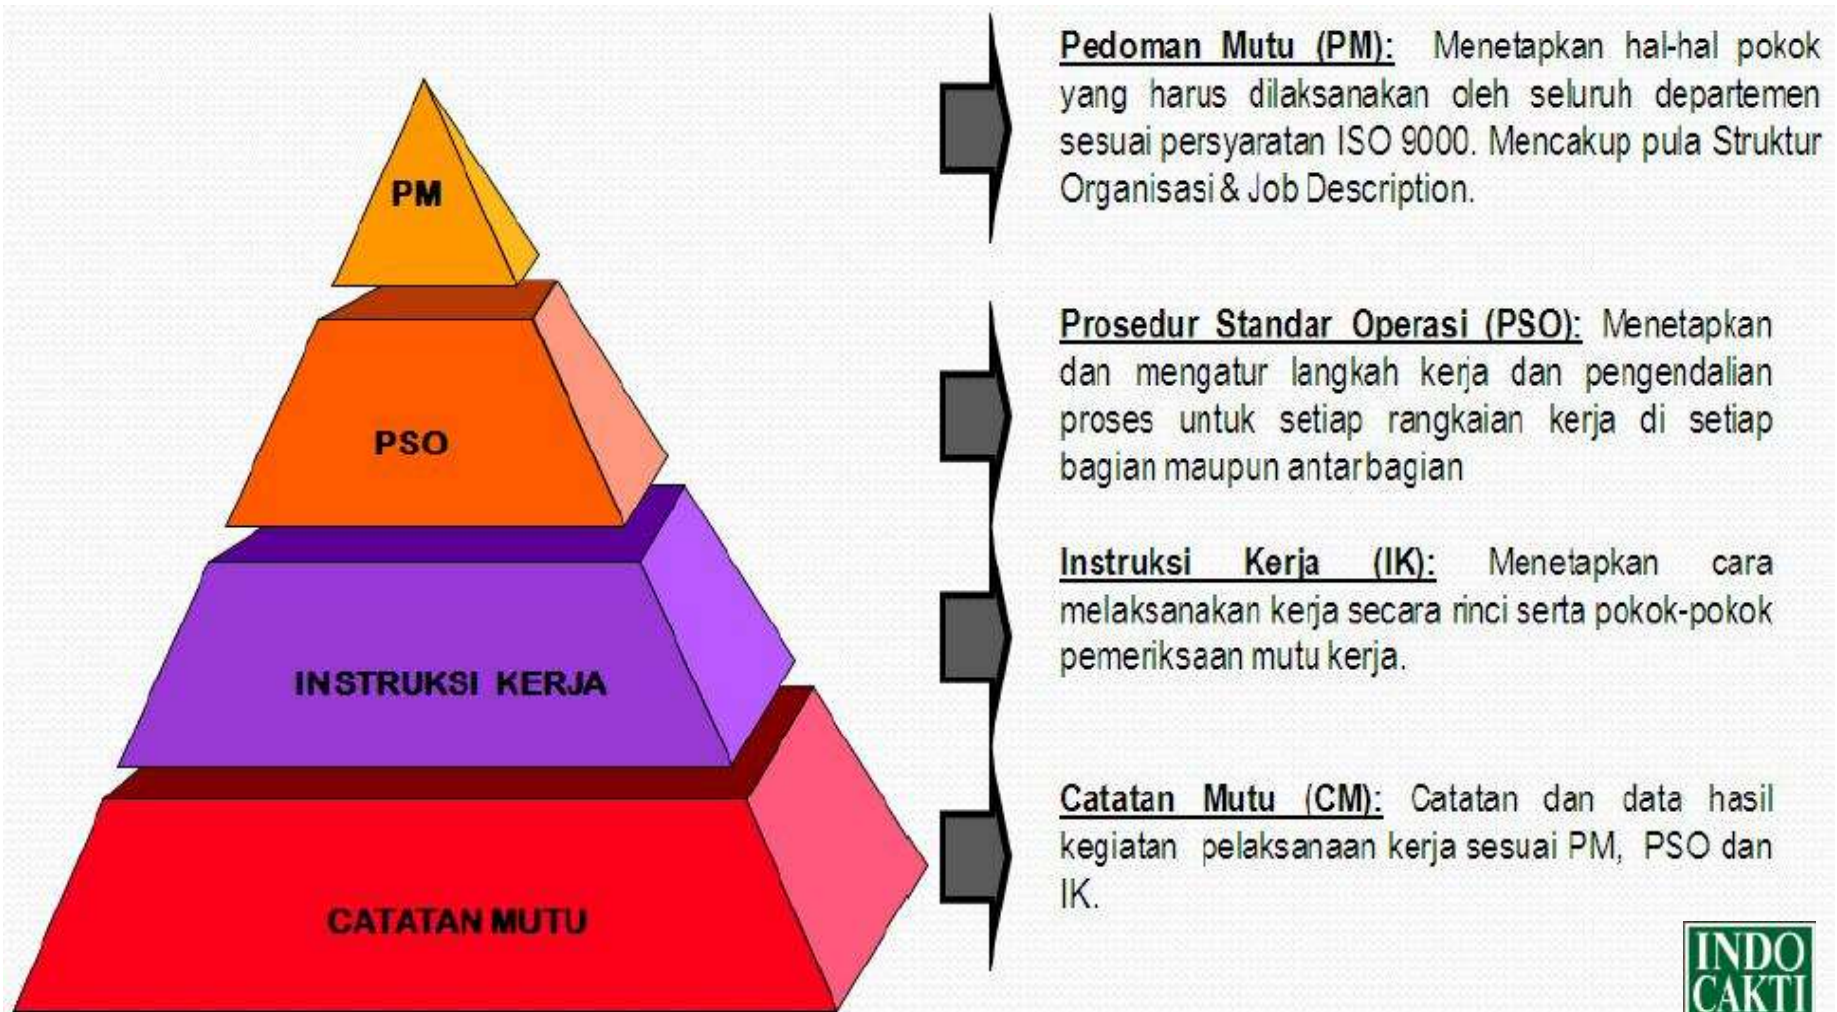 PM
PSO
INSTRUKSI KERJA
CATATAN MUTU
Pedoman Mutu (PM): Menetapkan hal-hal pokok
yang harus dilaksanakan oleh seluruh departemen
sesuai persyaratan ISO 9000. Mencakup pula Struktur
Organisasi & Job Description.
Prosedur Standar Operasi (PSO): Menetapkan
dan mengatur langkah kerja dan pengendalian
proses untuk setiap rangkaian kerja di setiap
bagian maupun antarbagian
Instruksi Kerja (IK): Menetapkan cara
melaksanakan kerja secara rinci serta pokok-pokok
pemeriksaan mutu kerja.
Catatan Mutu (CM): Catatan dan data hasil
kegiatan pelaksanaan kerja sesuai PM, PSO dan
IK.
INDO
CAKTI